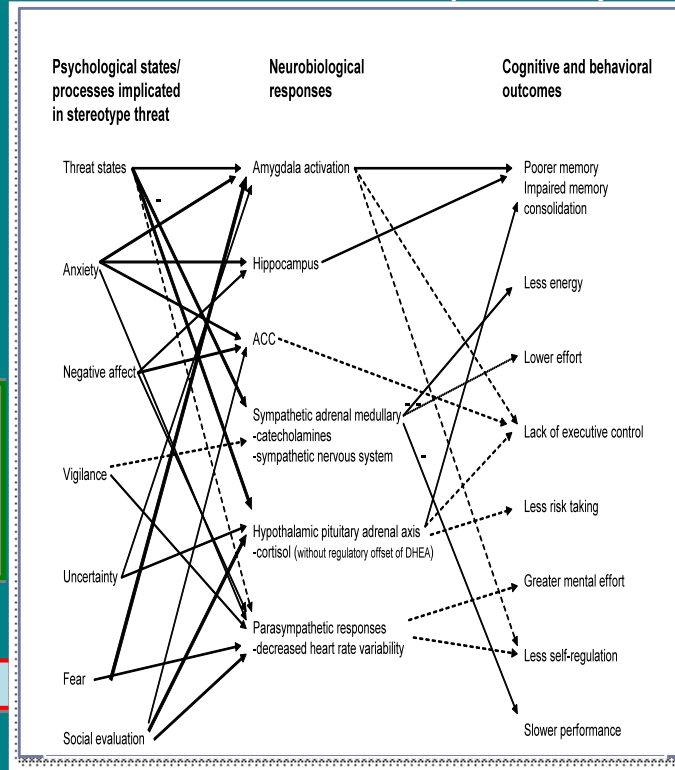 Psychological states/
processes implicated
in stereotype threat
Neurobiological
responses
Cognitive and behavioral
outcomes
Threat states
Anxiety
Negative affect
Vigilance
Uncertainty
Fear
Social evaluation
Amygdala activation
Hippocampus
ACC
Sympathetic adrenal medullary
-catecholamines
-sympathetic nervous system
Hypothalamic pituitary adrenal axis
-cortisol (without regulatory offset of DHEA)
Parasympathetic responses
-decreased heart rate variability
Poorer memory
Impaired memory
consolidation
Less energy
Lower effort
Lack of executive control
Less risk taking
Greater mental effort
Less self-regulation
Slower performance